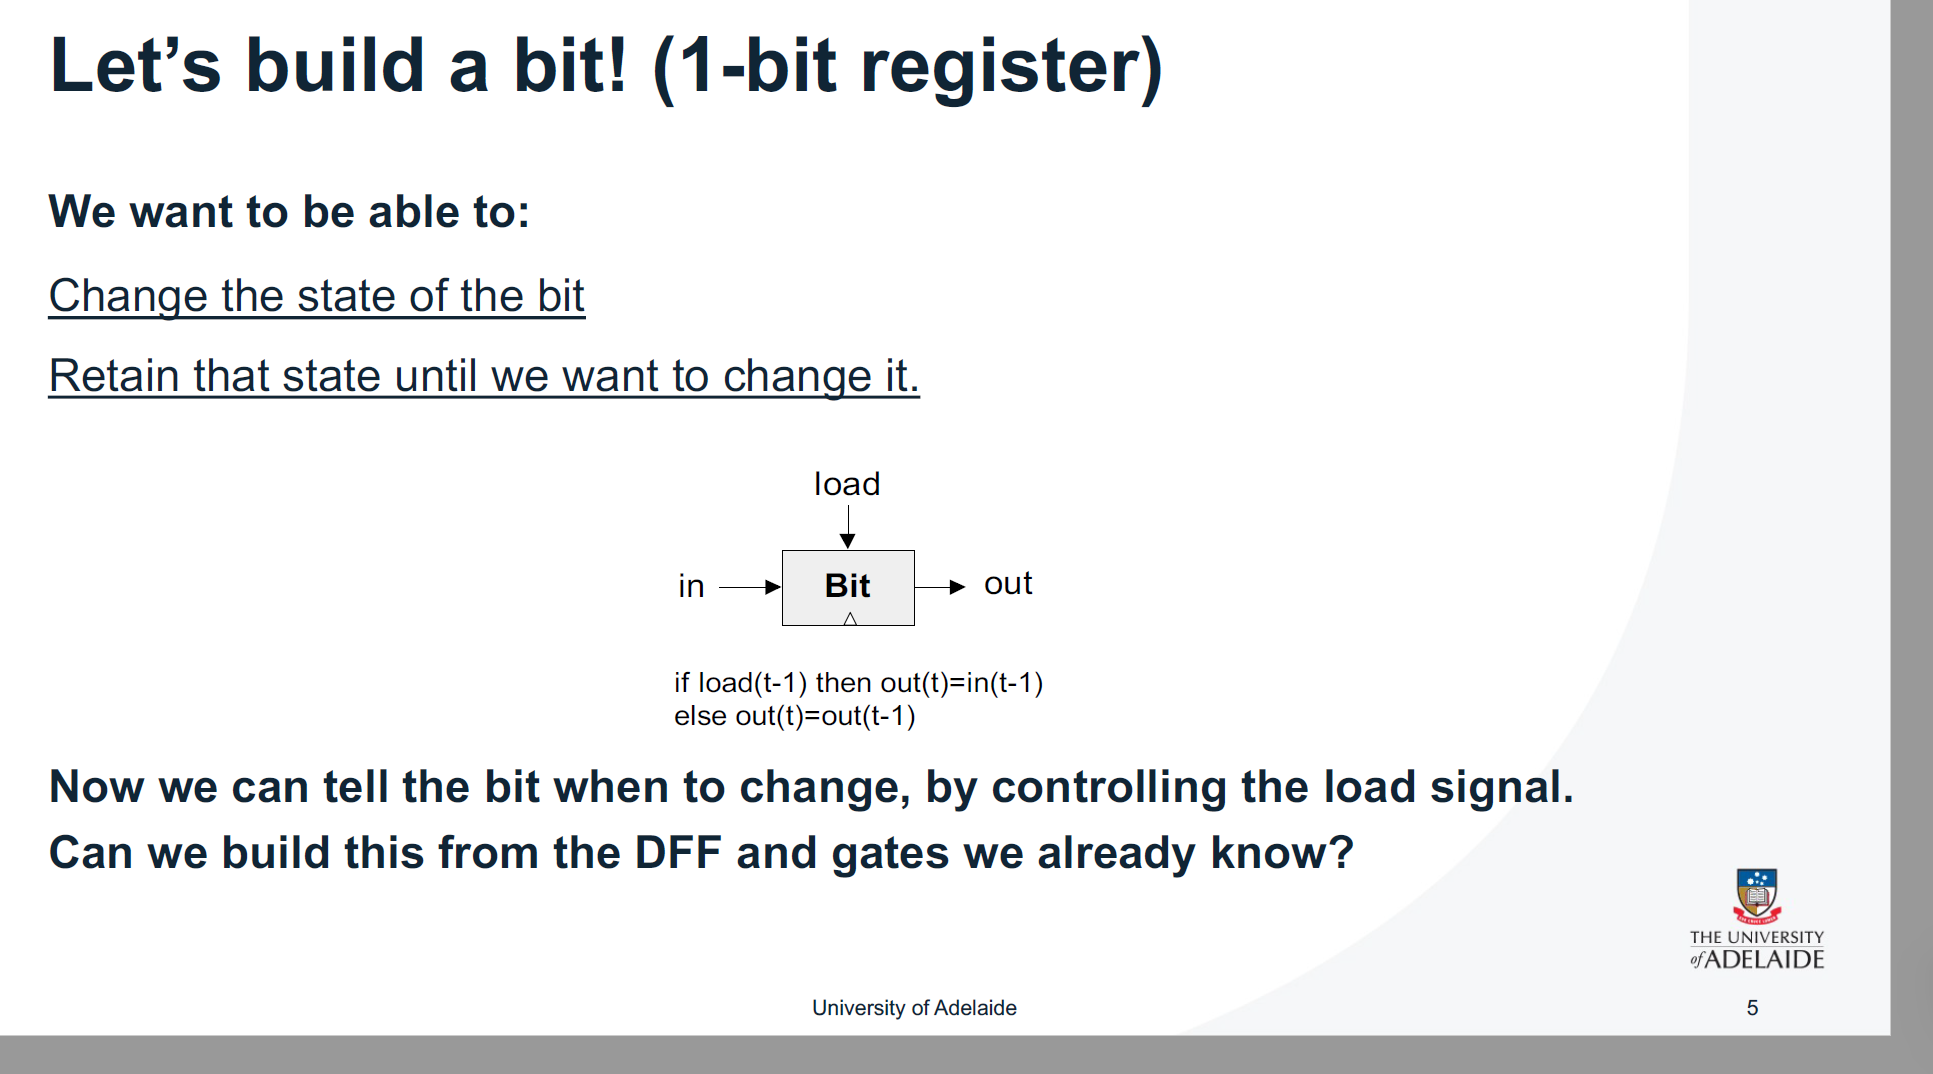 Let’s build a bit! (1-bit register)
We want to be able to:
Change the state of the bit
Retain that state until we want to change it.
load
in
Bit
out
if load(t-1) then out(t)=in(t-1)
else out(t)=out(t-1)
Now we can tell the bit when to change, by controlling the load signal.
Can we build this from the DFF and gates we already know?
THE UNIVERSITY
of ADELAIDE
University of Adelaide
5